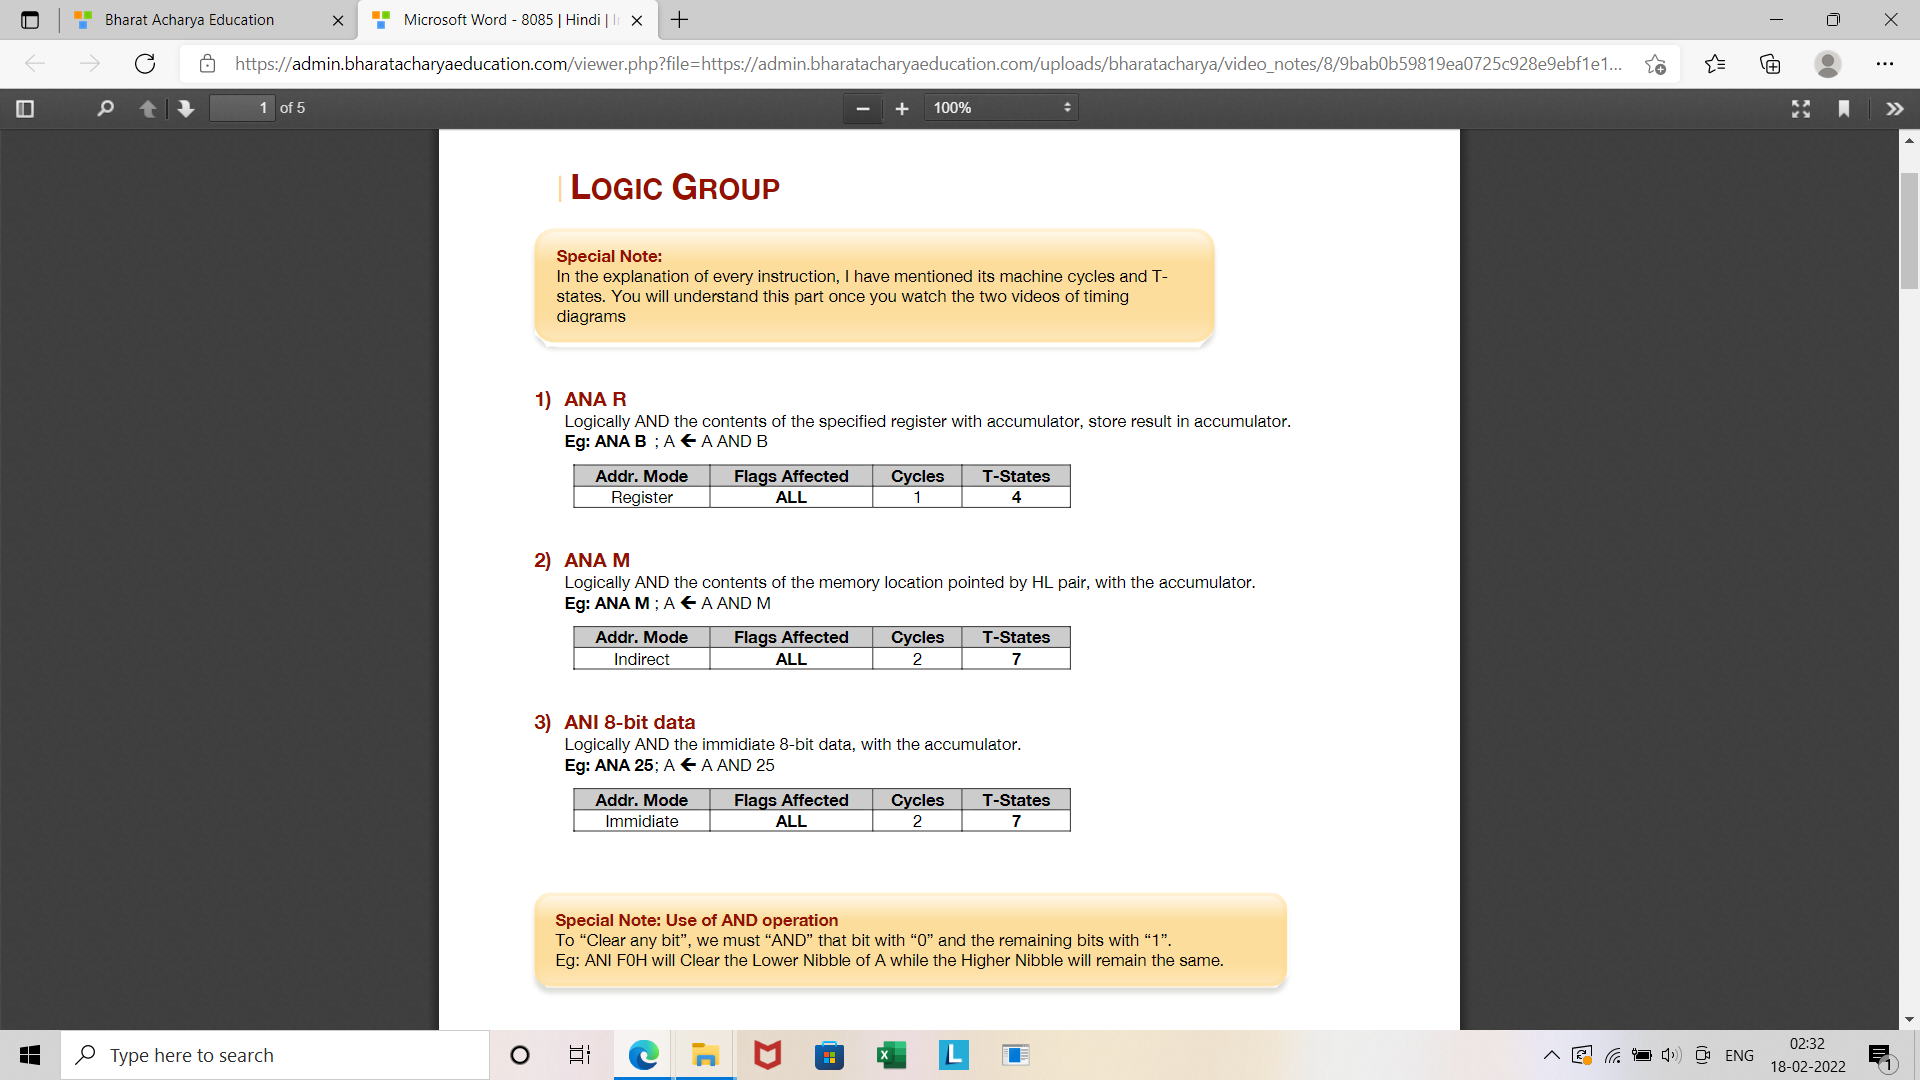 Bharat Acharya Education
Microsoft Word - 8085 | Hindi |
https://admin.bharatacharyaeducation.com/viewer.php?file=https://admin.bharatacharyaeducation.com/uploads/bharatacharya/video_notes/8/9bab0b59819ea0725c928e9ebf1e1...
1 of 5
100%
LOGIC GROUP
Special Note:
In the explanation of every instruction, I have mentioned its machine cycles and T-
states. You will understand this part once you watch the two videos of timing
diagrams
1) ANA R
Logically AND the contents of the specified register with accumulator, store result in accumulator.
Eg: ANA B ; A 🡨 A AND B
Addr. Mode Flags Affected Cycles T-States
Register ALL 1 4
2) ANA M
Logically AND the contents of the memory location pointed by HL pair, with the accumulator.
Eg: ANA M ; A 🡨 A AND M
Addr. Mode Flags Affected Cycles T-States
Indirect ALL 2 7
3) ANI 8-bit data
Logically AND the immidiate 8-bit data, with the accumulator.
Eg: ANA 25; A 🡨 A AND 25
Addr. Mode Flags Affected Cycles T-States
Immidiate ALL 2 7
Special Note: Use of AND operation
To “Clear any bit”, we must “AND” that bit with “0” and the remaining bits with “1”.
Eg: ANI F0H will Clear the Lower Nibble of A while the Higher Nibble will remain the same.
Type here to search
ENG
02:32
18-02-2022
1